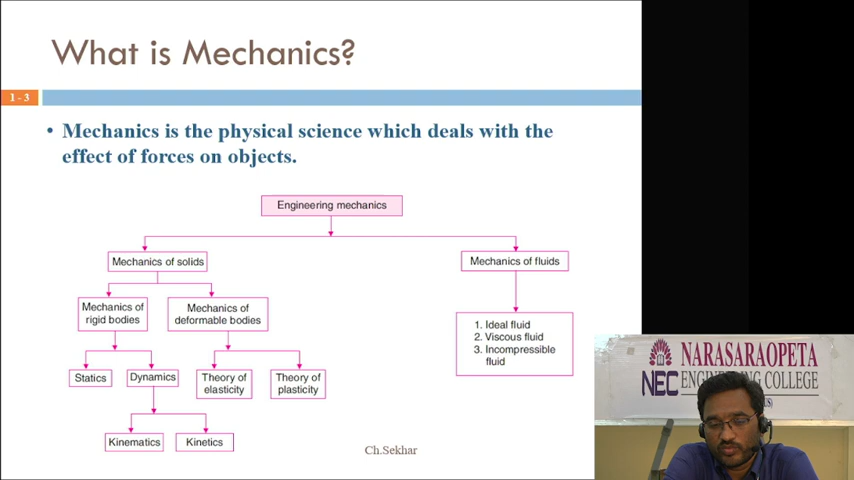 What is Mechanics?
1 - 3
• Mechanics is the physical science which deals with the
effect of forces on objects.
Engineering mechanics
Mechanics of solids
Mechanics of fluids
Mechanics of
rigid bodies
Mechanics of
deformable bodies
1. Ideal fluid
2. Viscous fluid
3. Incompressible
fluid
Statics
Dynamics
Theory of
elasticity
Theory of
plasticity
Kinematics
Kinetics
Ch.Sekhar
NARASARAOPETA
NEC ENGINEERING COLLEGE